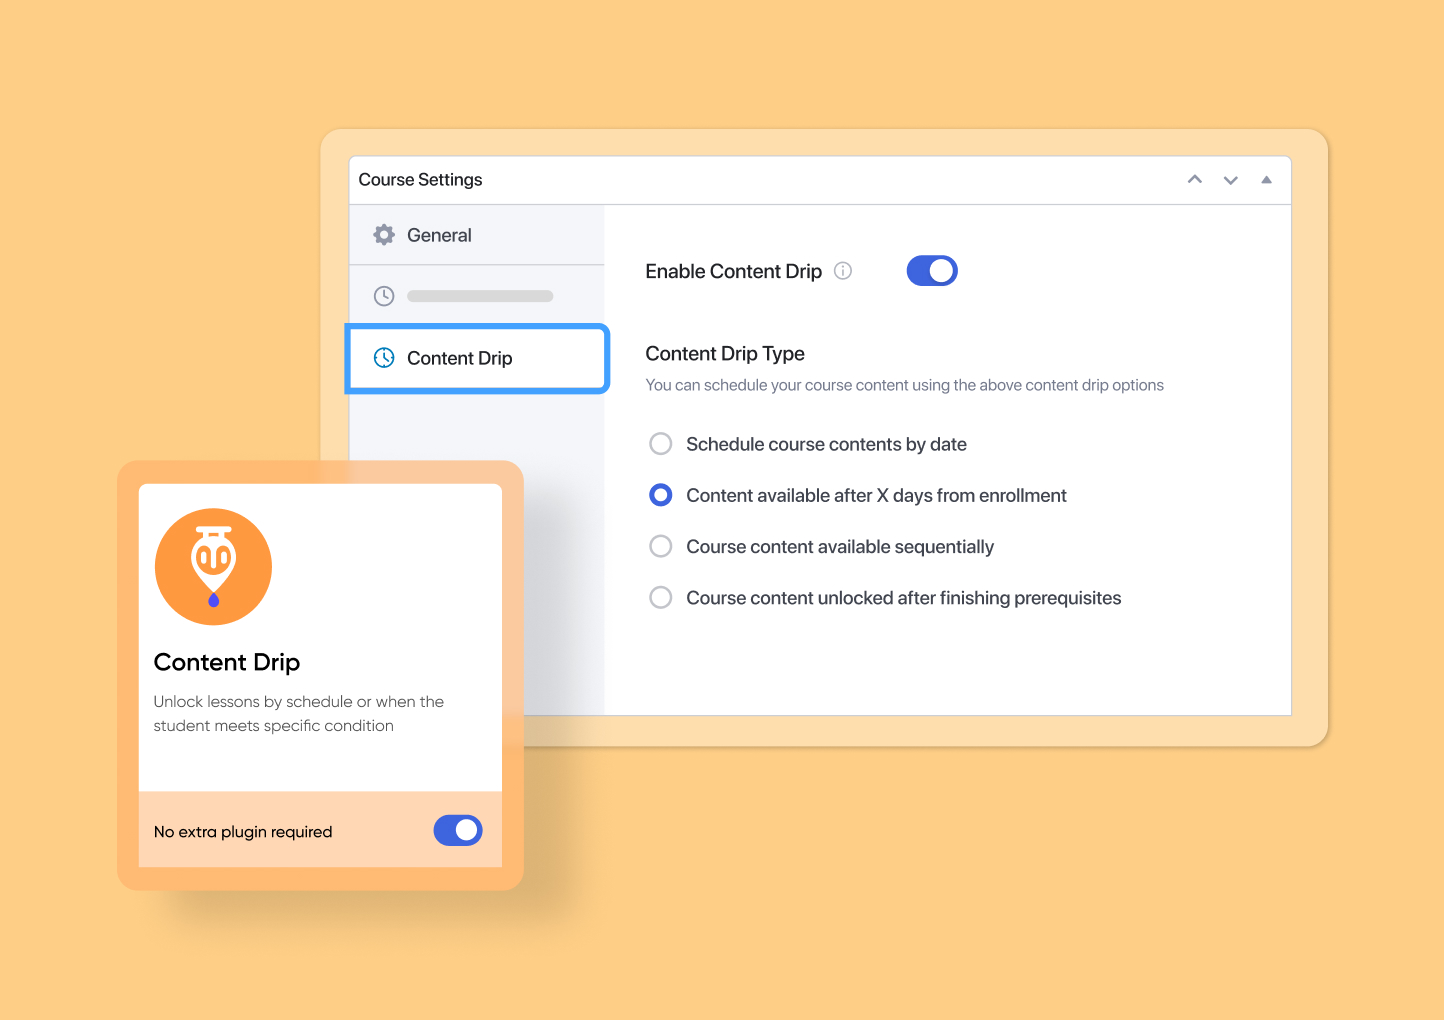 Course Settings
General
Content Drip
Enable Content Drip
Content Drip Type
You can schedule your course content using the above content drip options
Schedule course contents by date
Content available after X days from enrollment
Course content available sequentially
Course content unlocked after finishing prerequisites
Content Drip
Unlock lessons by schedule or when the
student meets specific condition
No extra plugin required